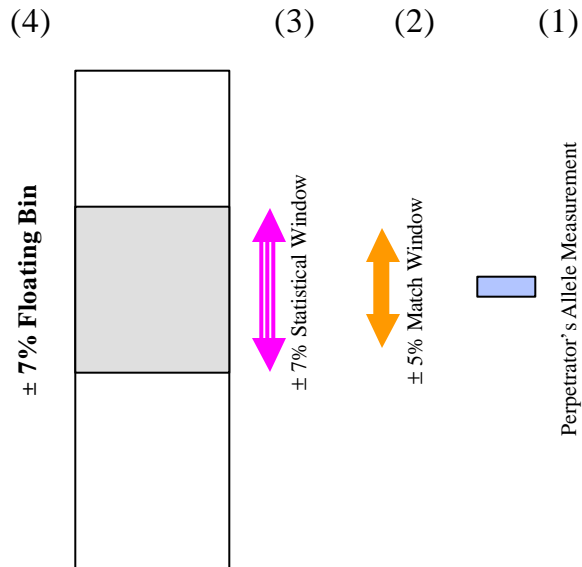 (4)
(3)
(2)
(1)
± 7% Floating Bin
± 7% Statistical Window
± 5% Match Window
Perpetrator's Allele Measurement